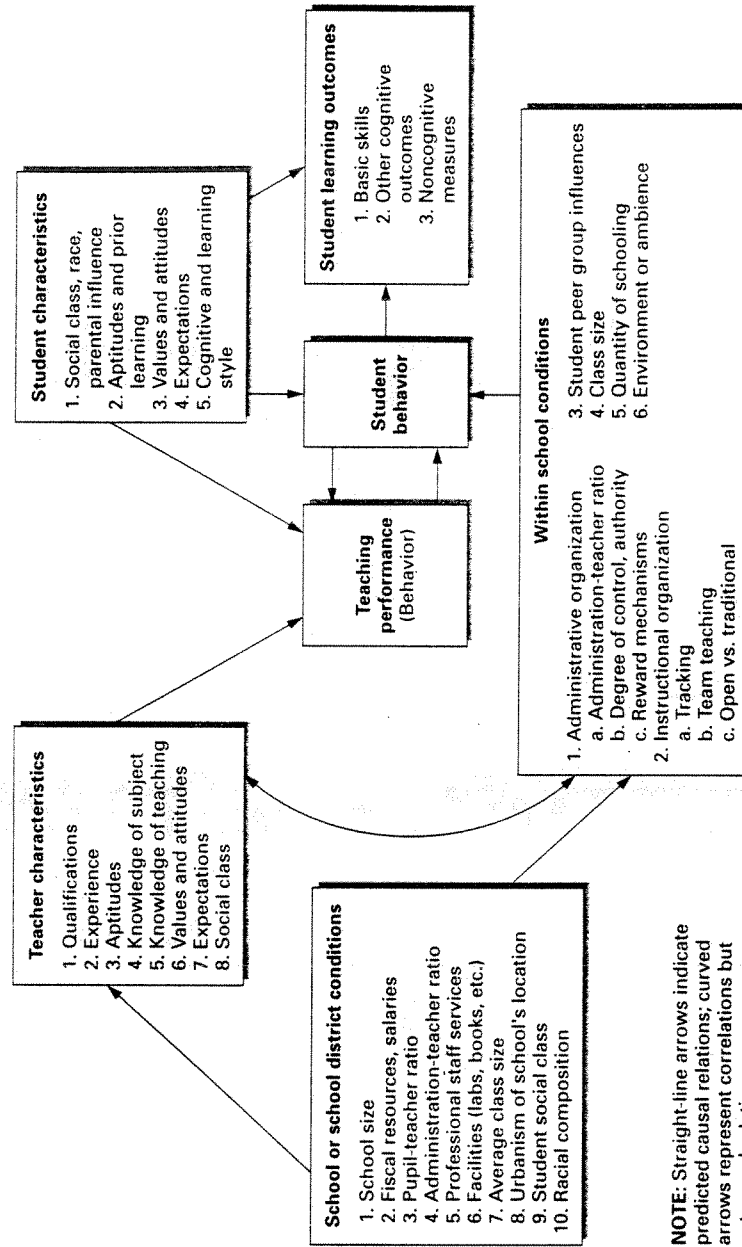 Teacher characteristics
1. Qualifications
2. Experience
3. Aptitudes
4. Knowledge of subject
5. Knowledge of teaching
6. Values and attitudes
7. Expectations
8. Social class
Student characteristics
1. Social class, race,
parental influence
2. Aptitudes and prior
learning
3. Values and attitudes
4. Expectations
5. Cognitive and learning
style
School or school district conditions
1. School size
2. Fiscal resources, salaries
3. Pupil-teacher ratio
4. Administration-teacher ratio
5. Professional staff services
6. Facilities (labs, books, etc.)
7. Average class size
8. Urbanism of school's location
9. Student social class
10. Racial composition
Teaching
performance
(Behavior)
Student
behavior
Student learning outcomes
1. Basic skills
2. Other cognitive
outcomes
3. Noncognitive
measures
Within school conditions
1. Administrative organization
a. Administration-teacher ratio
b. Degree of control, authority
c. Reward mechanisms
2. Instructional organization
a. Tracking
b. Team teaching
c. Open vs. traditional
3. Student peer group influences
4. Class size
5. Quantity of schooling
6. Environment or ambience
NOTE: Straight-line arrows indicate
predicted causal relations; curved
arrows represent correlations but